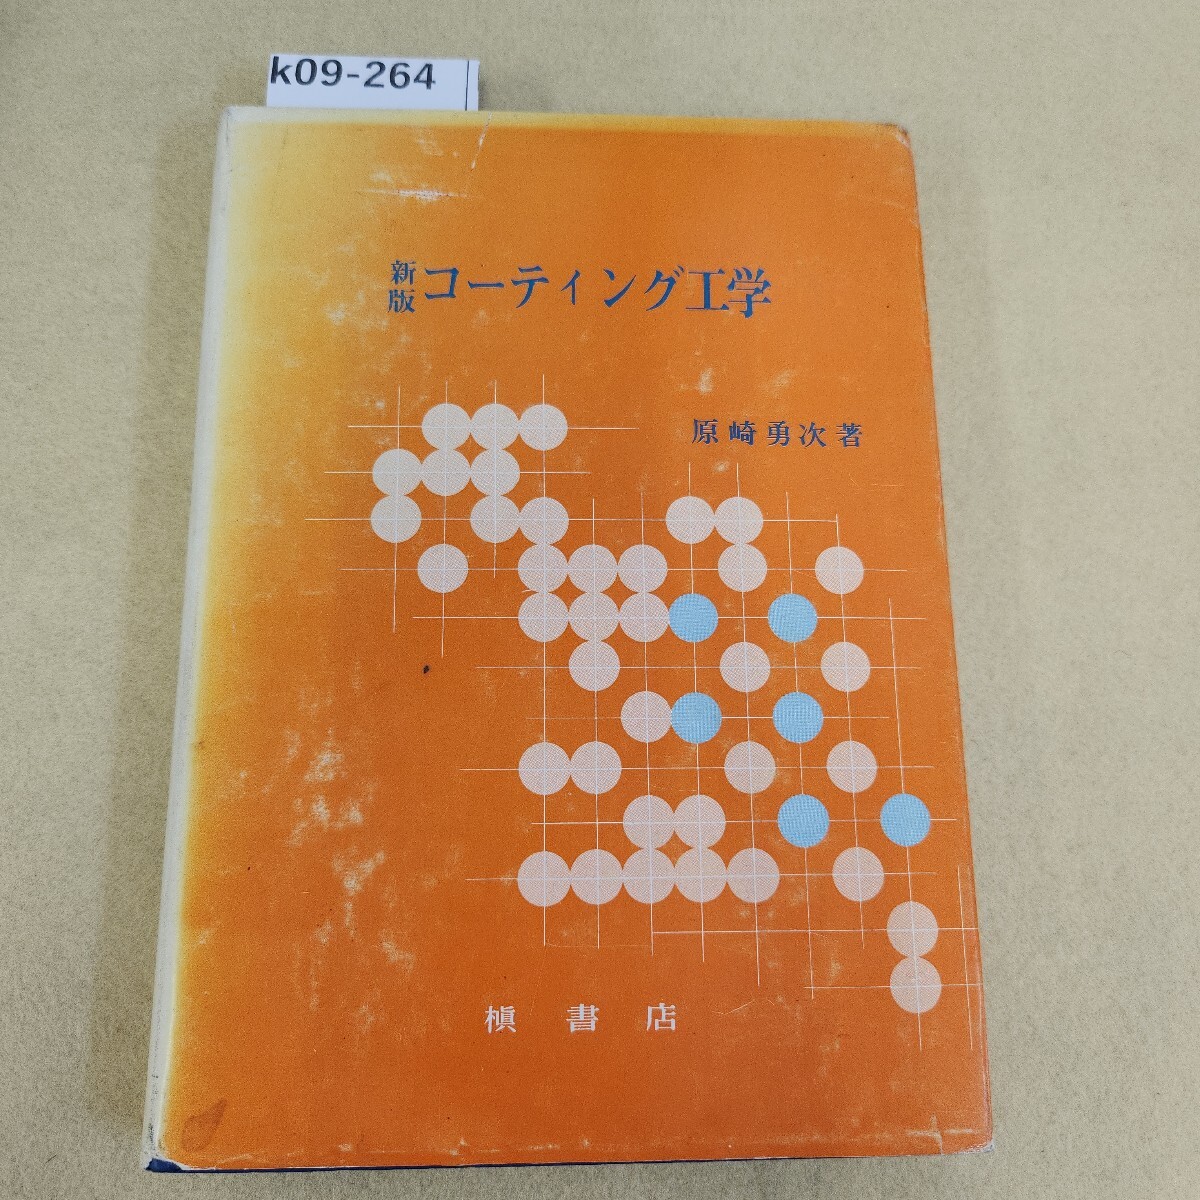 k09-264
新版 コーティング工学
原崎勇次著
槇書店